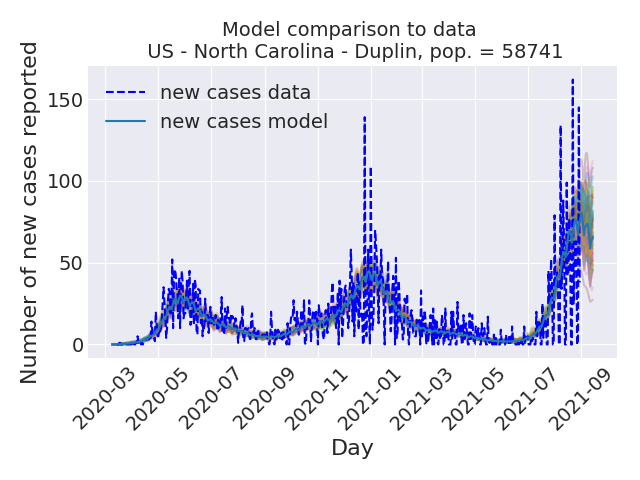 Model comparison to data
US - North Carolina - Duplin, pop. = 58741
Number of new cases reported
150
100
50
0
new cases data
new cases model
2020-03
2020-05
2020-07
2020-09
2020-11
2021-01
2021-03
2021-05
2021-07
2021-09
Day